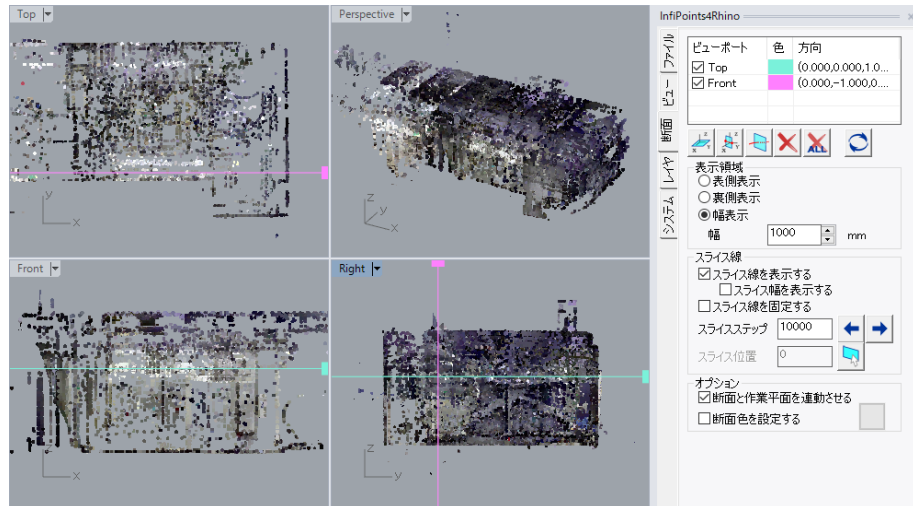 Top
Perspective
InfiPoints4Rhino
ファイル
ビュー
断面
レイヤ
システム
ビューポート 色 方向
Top (0.000,0.000,1.0...
Front (0.000,-1.000,0....
ALL
表示領域
表側表示
裏側表示
幅表示
幅 1000 mm
スライス線
スライス線を表示する
スライス幅を表示する
スライス線を固定する
スライスステップ 10000
スライス位置 0
オプション
断面と作業平面を連動させる
断面色を設定する
y
x
z
y
x
Front
Right
z
x
z
y